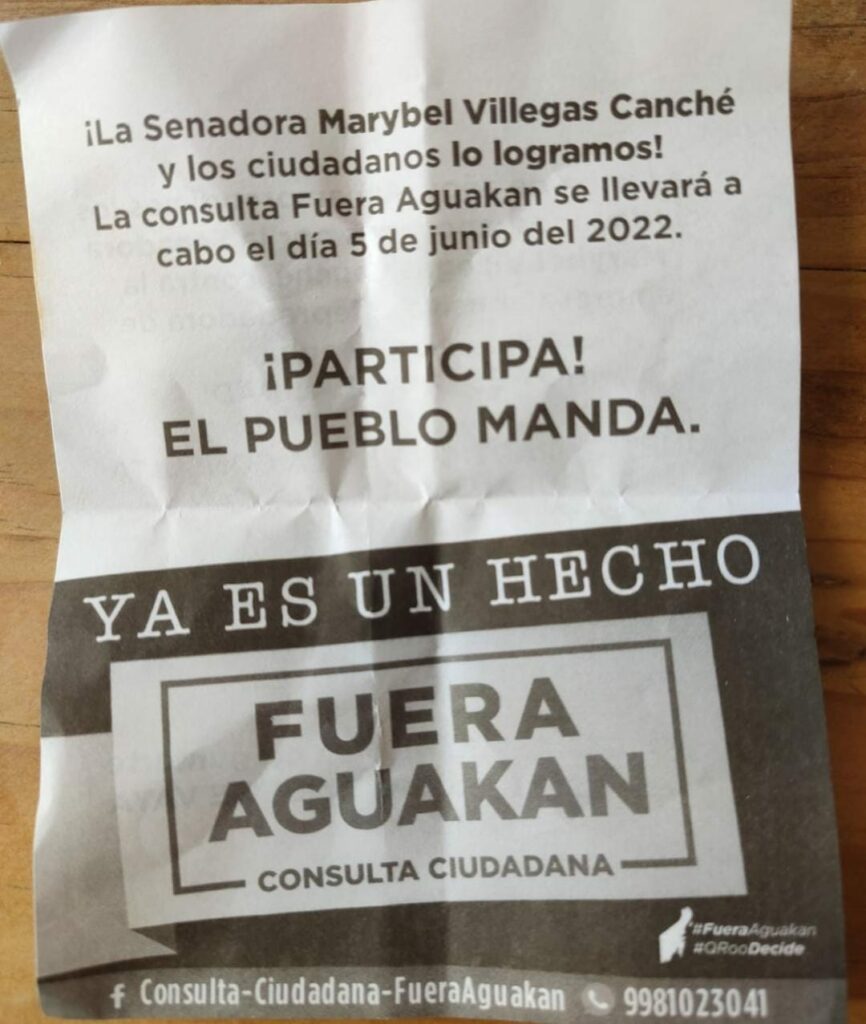 ¡La Senadora Marybel Villegas Canché
y los ciudadanos lo logramos!
La consulta Fuera Aguakan se llevará a
cabo el día 5 de junio del 2022.
¡PARTICIPA!
EL PUEBLO MANDA.
YA ES UN HECHO
FUERA
AGUAKAN
CONSULTA CIUDADANA
#FueraAguakan
#QRooDecide
f Consulta-Ciudadana-FueraAguakan 9981023041